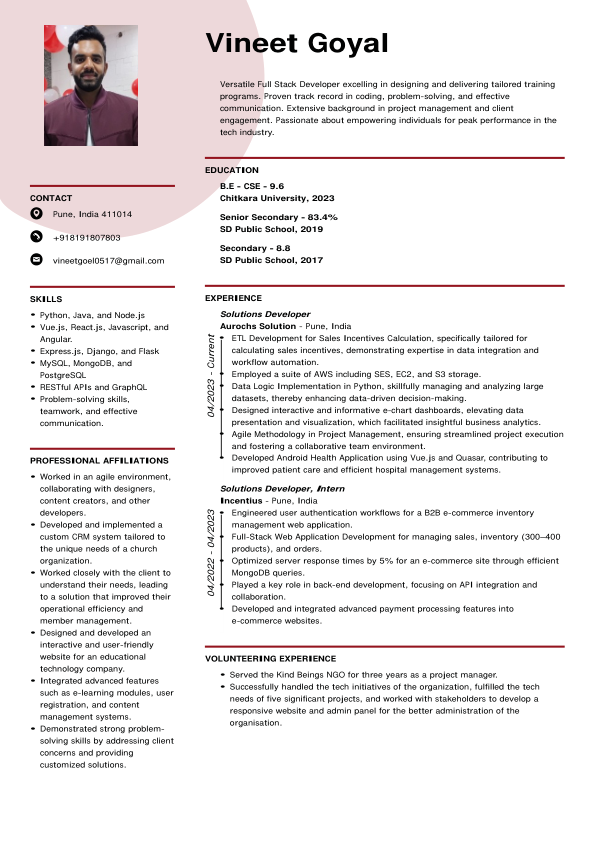 Vineet Goyal
Versatile Full Stack Developer excelling in designing and delivering tailored training
programs. Proven track record in coding, problem-solving, and effective
communication. Extensive background in project management and client
engagement. Passionate about empowering individuals for peak performance in the
tech industry.
CONTACT
Pune, India 411014
+918191807803
vineetgoel0517@gmail.com
SKILLS
• Python, Java, and Node.js
• Vue.js, React.js, Javascript, and
Angular.
• Express.js, Django, and Flask
• MySQL, MongoDB, and
PostgreSQL
• RESTful APIs and GraphQL
• Problem-solving skills,
teamwork, and effective
communication.
PROFESSIONAL AFFILIATIONS
• Worked in an agile environment,
collaborating with designers,
content creators, and other
developers.
• Developed and implemented a
custom CRM system tailored to
the unique needs of a church
organization.
• Worked closely with the client to
understand their needs, leading
to a solution that improved their
operational efficiency and
member management.
• Designed and developed an
interactive and user-friendly
website for an educational
technology company.
• Integrated advanced features
such as e-learning modules, user
registration, and content
management systems.
• Demonstrated strong problem-
solving skills by addressing client
concerns and providing
customized solutions.
EDUCATION
B.E - CSE - 9.6
Chitkara University, 2023
Senior Secondary - 83.4%
SD Public School, 2019
Secondary - 8.8
SD Public School, 2017
EXPERIENCE
Solutions Developer
Aurochs Solution - Pune, India
04/2023 - Current
• ETL Development for Sales Incentives Calculation, specifically tailored for
calculating sales incentives, demonstrating expertise in data integration and
workflow automation.
• Employed a suite of AWS including SES, EC2, and S3 storage.
• Data Logic Implementation in Python, skillfully managing and analyzing large
datasets, thereby enhancing data-driven decision-making.
• Designed interactive and informative e-chart dashboards, elevating data
presentation and visualization, which facilitated insightful business analytics.
• Agile Methodology in Project Management, ensuring streamlined project execution
and fostering a collaborative team environment.
• Developed Android Health Application using Vue.js and Quasar, contributing to
improved patient care and efficient hospital management systems.
Solutions Developer, Intern
Incentius - Pune, India
04/2022 - 04/2023
• Engineered user authentication workflows for a B2B e-commerce inventory
management web application.
• Full-Stack Web Application Development for managing sales, inventory (300–400
products), and orders.
• Optimized server response times by 5% for an e-commerce site through efficient
MongoDB queries.
• Played a key role in back-end development, focusing on API integration and
collaboration.
• Developed and integrated advanced payment processing features into
e-commerce websites.
VOLUNTEERING EXPERIENCE
• Served the Kind Beings NGO for three years as a project manager.
• Successfully handled the tech initiatives of the organization, fulfilled the tech
needs of five significant projects, and worked with stakeholders to develop a
responsive website and admin panel for the better administration of the
organisation.